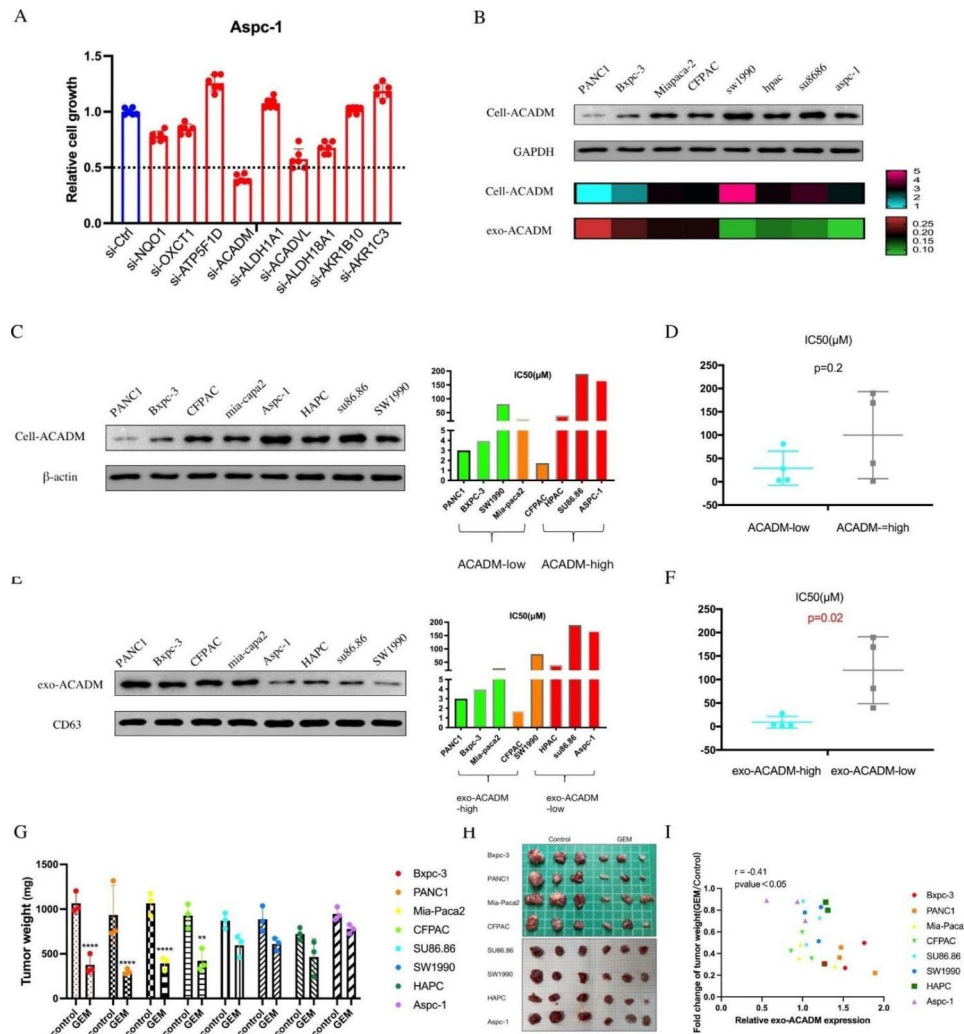 A
Aspc-1
Relative cell growth
1.5
1.0
0.5
0.0
si-Ctrl
si-NQO1
si-OXCT1
si-ATP5F1D
si-ACADM
si-ALDH1A1
si-ACADVL
si-ALDH18A1
si-AKR1B10
si-AKR1C3
B
PANC1 Bxpc-3 Miapaca-2 CFPAC sw1990 hpac su8686 aspc-1
Cell-ACADM
GAPDH
Cell-ACADM
5
4
3
2
1
exo-ACADM
0.25
0.20
0.15
0.10
C
PANC1 Bxpc-3 CFPAC mia-capa2 Aspc-1 HAPC su86.86 SW1990
Cell-ACADM
β-actin
IC50(μM)
200
150
100
50
5
4
3
2
1
0
PANC1
BXPC-3
SW1990
Mia-paca2
CFPAC
HPAC
SU86.86
ASPC-1
ACADM-low ACADM-high
D
IC50(μM)
p=0.2
250
200
150
100
50
0
-50
ACADM-low ACADM-=high
E
PANC1 Bxpc-3 CFPAC mia-capa2 Aspc-1 HAPC su86.86 SW1990
exo-ACADM
CD63
IC50(μM)
200
150
100
50
5
4
3
2
1
0
PANC1
Bxpc-3
Mia-paca2
CFPAC
SW1990
HPAC
su86.86
Aspc-1
exo-ACADM exo-ACADM
-high -low
F
IC50(μM)
p=0.02
250
200
150
100
50
0
-50
exo-ACADM-high exo-ACADM-low
G
Tumor weight (mg)
1500
1000
500
0
**** **** **** **
control GEM control GEM control GEM control GEM control GEM control GEM control GEM control GEM
Bxpc-3
PANC1
Mia-Paca2
CFPAC
SU86.86
SW1990
HAPC
Aspc-1
H
Control GEM
Bxpc-3
PANC1
Mia-PacA2
CFPAC
SU86.86
SW1990
HAPC
Aspc-1
I
r = -0.41
pvalue<0.05
Fold change of tumor weight(GEM/Control)
1.0
0.8
0.6
0.4
0.2
0.0
0.0 0.5 1.0 1.5 2.0
Relative exo-ACADM expression
Bxpc-3
PANC1
Mia-Paca2
CFPAC
SU86.86
SW1990
HAPC
Aspc-1